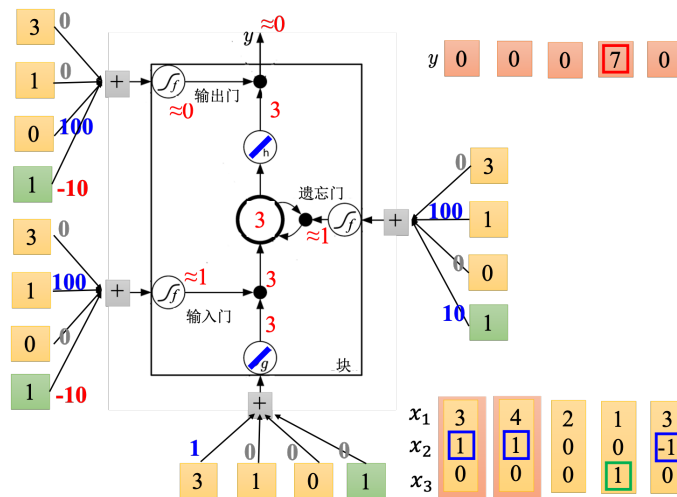 3 0
1 0
0 100
1 -10
+
≈0
输出门
y ≈0
3
h
y 0 0 0 7 0
遗忘门
3
≈1
f
+
0 3
100 1
0 0
10 1
3 0
1 100
0 0
1 -10
+
f
≈1
输入门
3
3
g
块
+
1 0 0 0
3 1 0 1
x₁ 3 4 2 1 3
x₂ 1 1 0 0 -1
x₃ 0 0 0 1 0
f